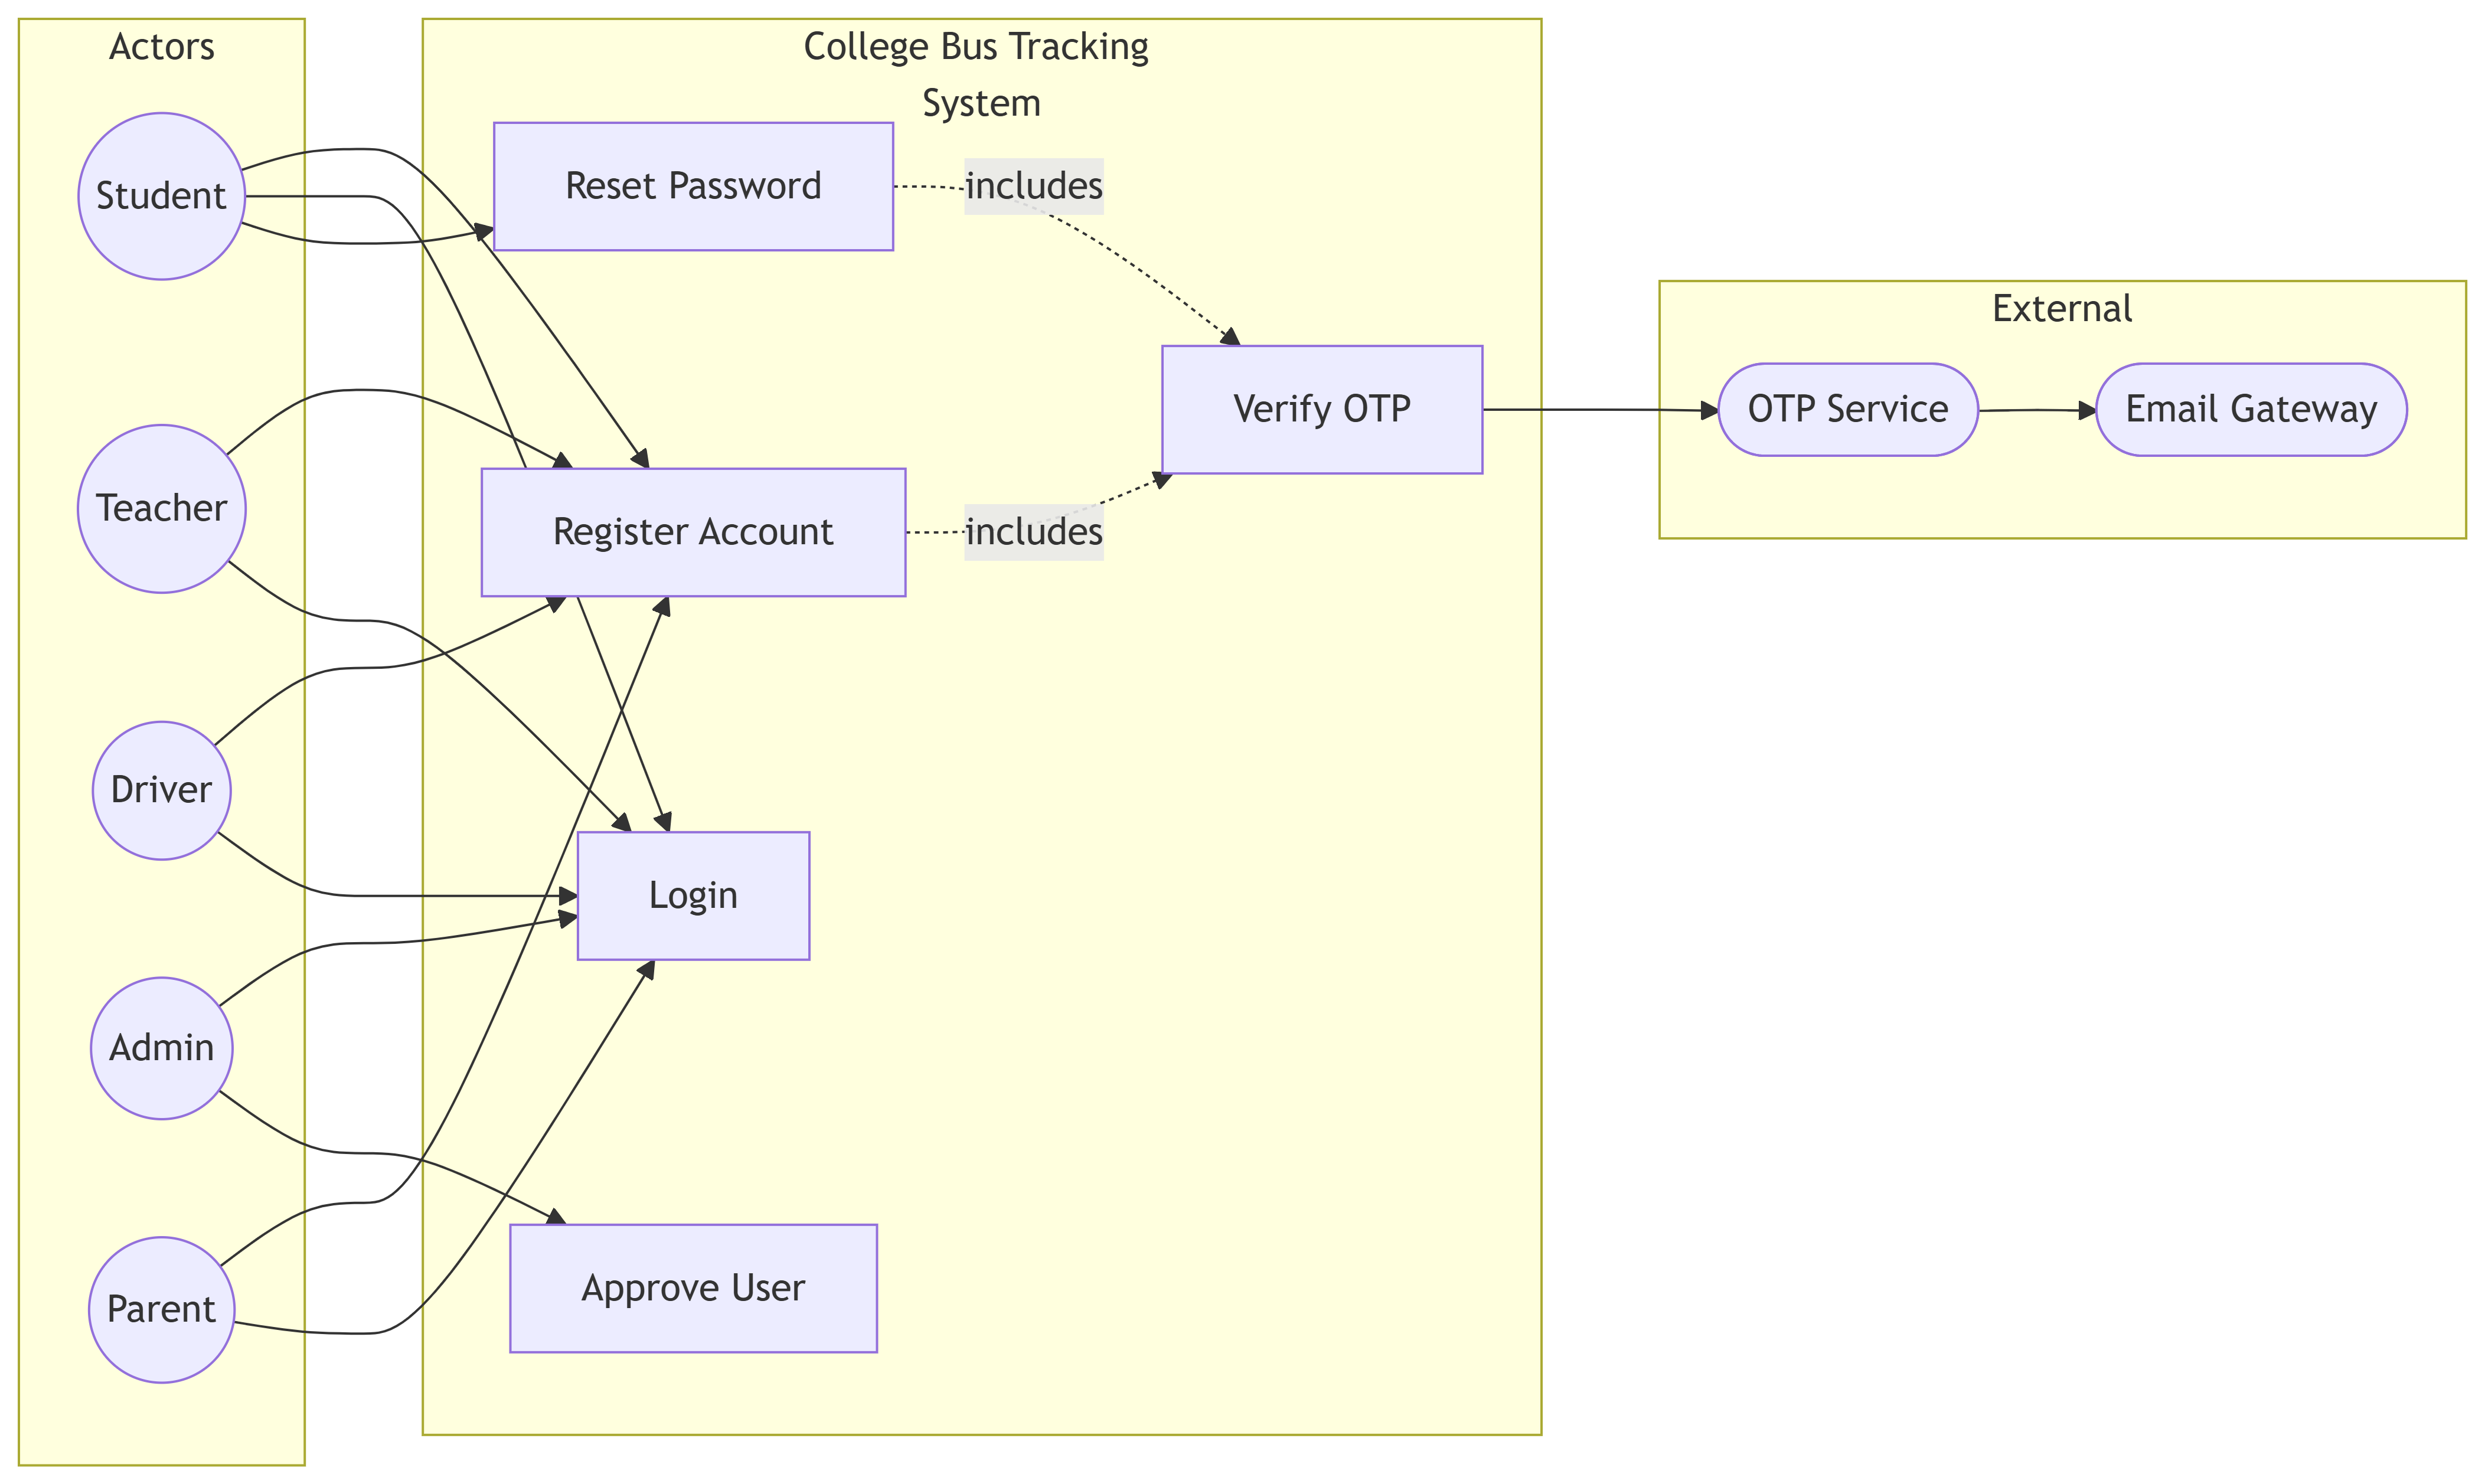 Actors
Student
Teacher
Driver
Admin
Parent
College Bus Tracking
System
Reset Password
includes
Verify OTP
Register Account
includes
Login
Approve User
External
OTP Service
Email Gateway